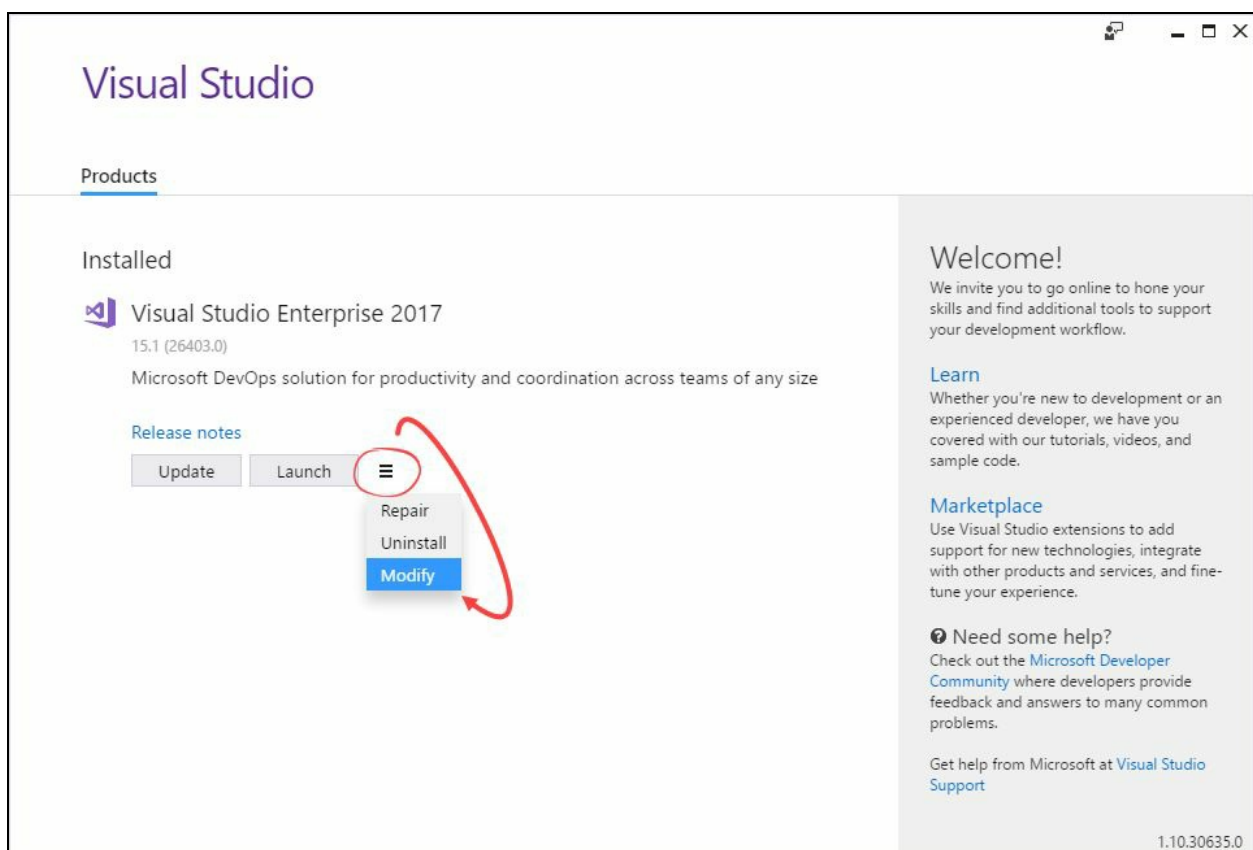 Visual Studio
Products
Installed
Visual Studio Enterprise 2017
15.1 (26403.0)
Microsoft DevOps solution for productivity and coordination across teams of any size
Release notes
Update Launch
Repair
Uninstall
Modify
Welcome!
We invite you to go online to hone your
skills and find additional tools to support
your development workflow.
Learn
Whether you're new to development or an
experienced developer, we have you
covered with our tutorials, videos, and
sample code.
Marketplace
Use Visual Studio extensions to add
support for new technologies, integrate
with other products and services, and fine-
tune your experience.
Need some help?
Check out the Microsoft Developer
Community where developers provide
feedback and answers to many common
problems.
Get help from Microsoft at Visual Studio
Support
1.10.30635.0